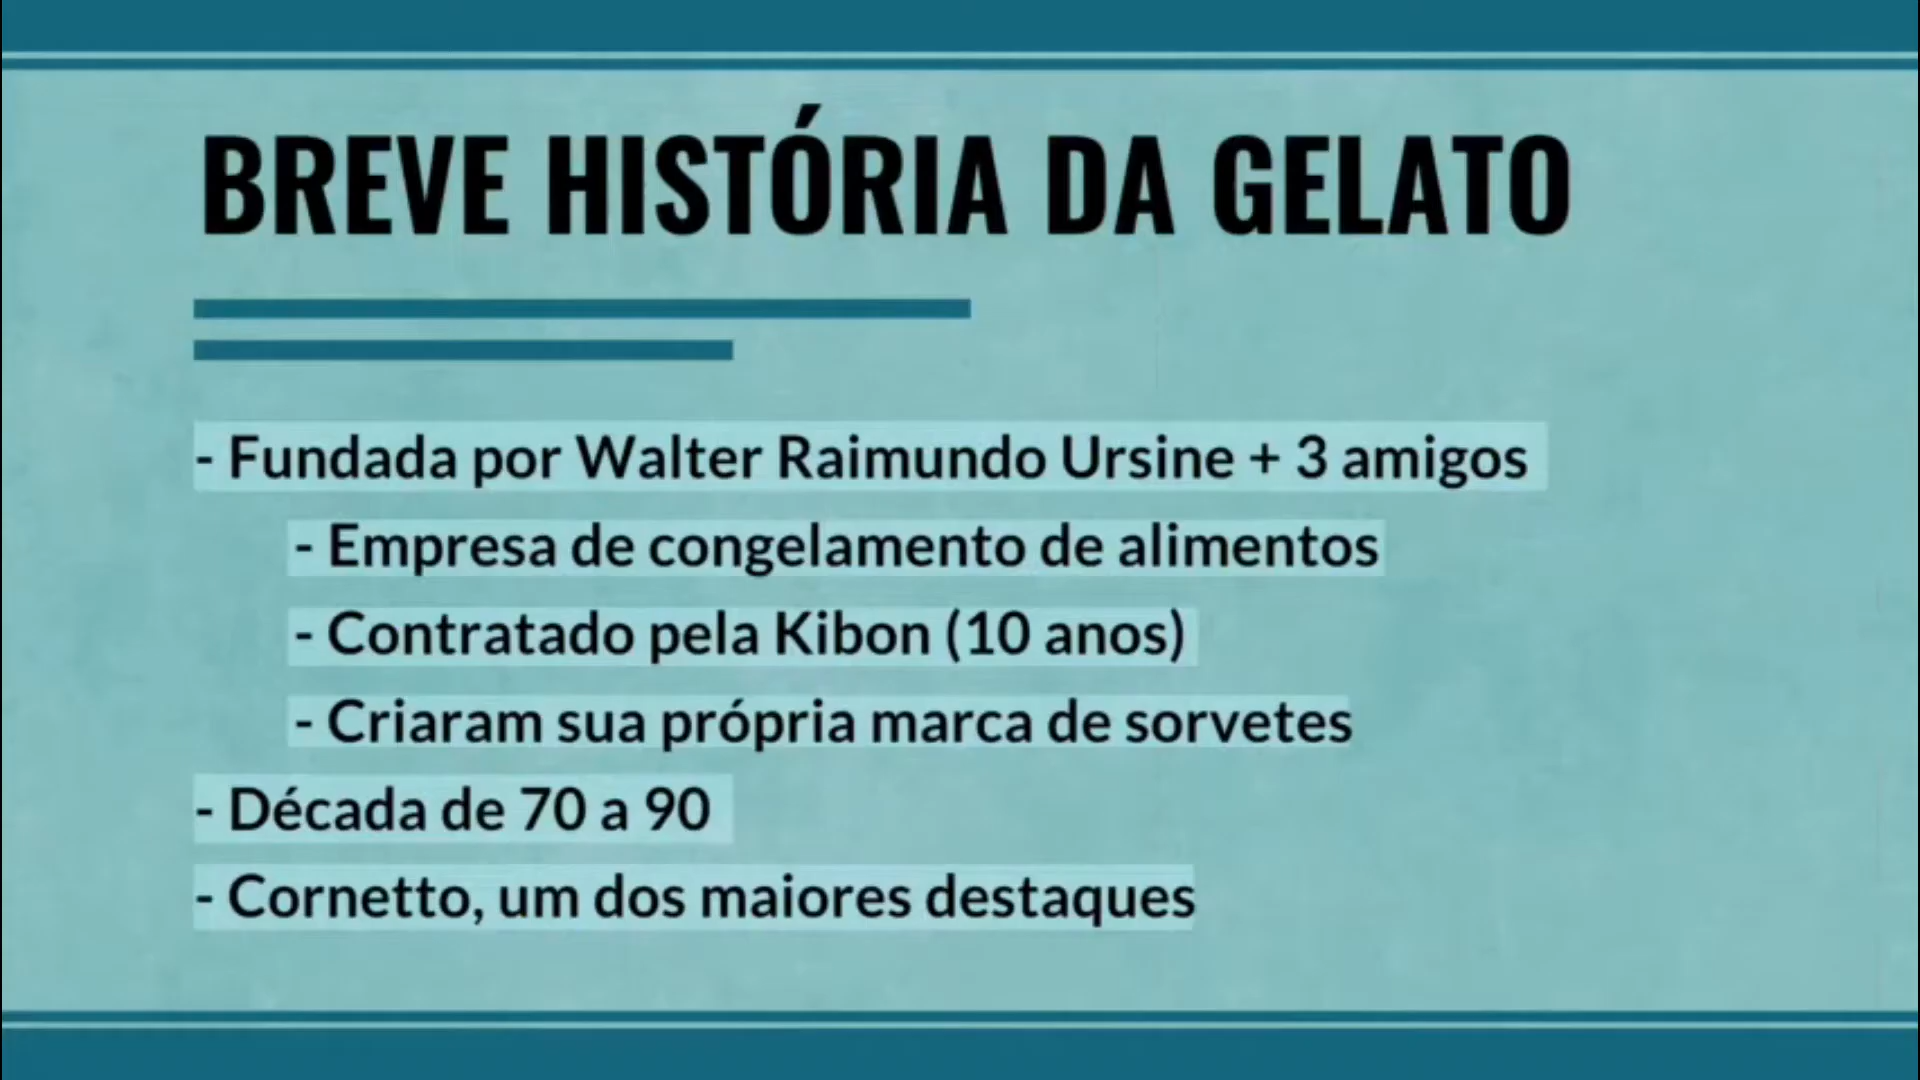 BREVE HISTÓRIA DA GELATO
- Fundada por Walter Raimundo Ursine + 3 amigos
- Empresa de congelamento de alimentos
- Contratado pela Kibon (10 anos)
- Criaram sua própria marca de sorvetes
- Década de 70 a 90
- Cornetto, um dos maiores destaques